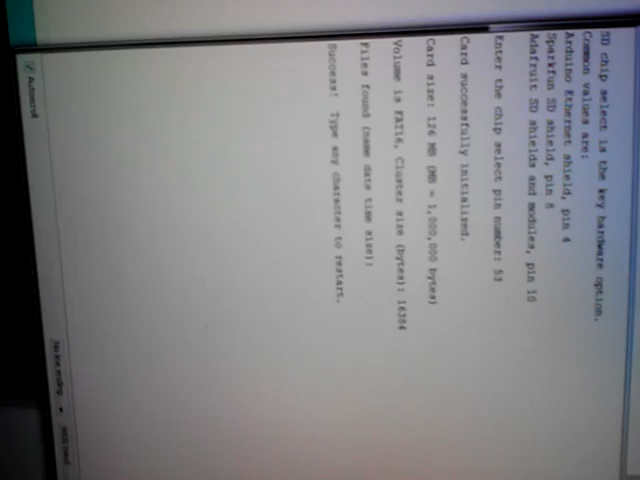 SD chip select is the key hardware option.
Common values are:
Arduino Ethernet shield, pin 4
Sparkfun SD shield, pin 8
Adafruit SD shields and modules, pin 10
Enter the chip select pin number: 53
Card successfully initialized.
Card size: 126 MB (MB = 1,000,000 bytes)
Volume is FAT16, Cluster size (bytes): 16384
Files found (name date time size):
Success! Type any character to restart.
Autoscroll
No line ending
9600 baud